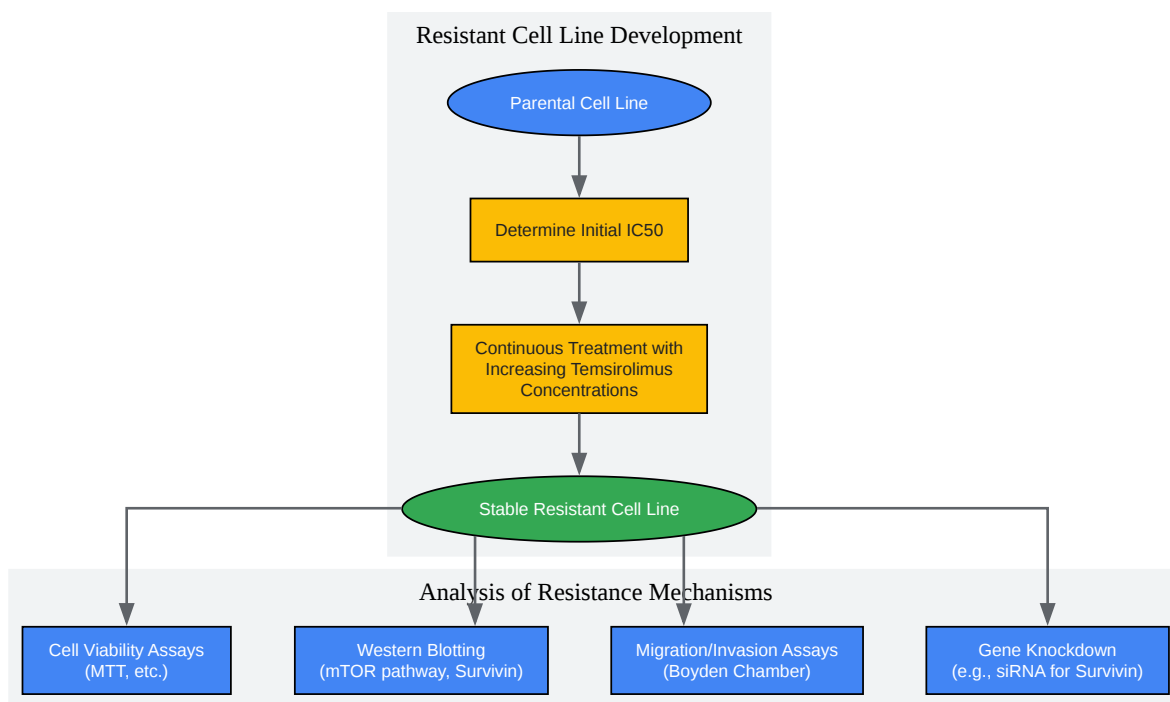 Resistant Cell Line Development
Parental Cell Line
Determine Initial IC50
Continuous Treatment with
Increasing Temsirolimus
Concentrations
Stable Resistant Cell Line
Analysis of Resistance Mechanisms
Cell Viability Assays
(MTT, etc.)
Western Blotting
(mTOR pathway, Survivin)
Migration/Invasion Assays
(Boyden Chamber)
Gene Knockdown
(e.g., siRNA for Survivin)